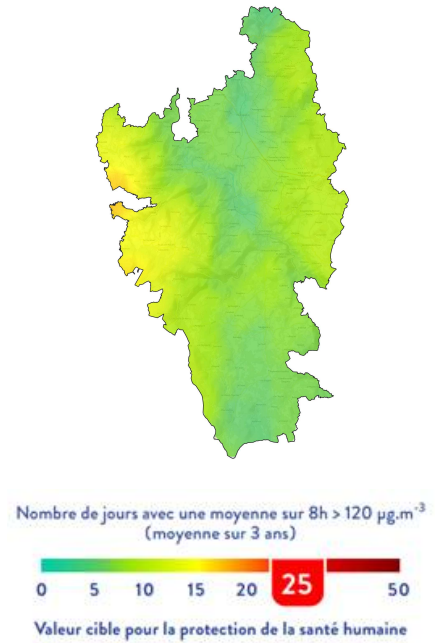 Nombre de jours avec une moyenne sur 8h > 120 µg.m⁻³
(moyenne sur 3 ans)
0 5 10 15 20 25 50
Valeur cible pour la protection de la santé humaine